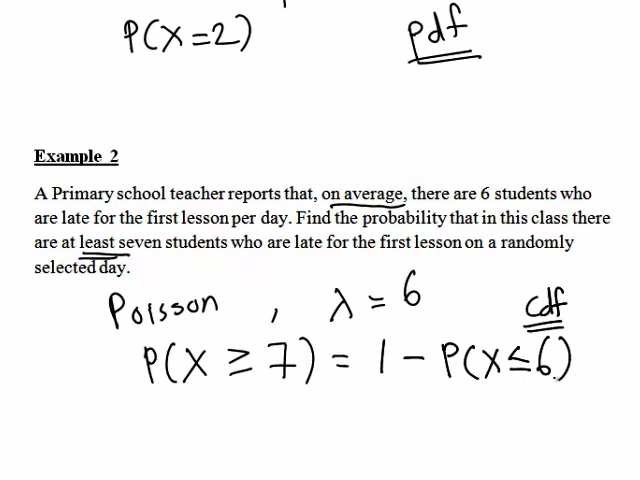 P(X=2) pdf
Example 2
A Primary school teacher reports that, on average, there are 6 students who
are late for the first lesson per day. Find the probability that in this class there
are at least seven students who are late for the first lesson on a randomly
selected day.
Poisson , λ = 6 cdf
P(X ≥ 7) = 1 - P(X ≤ 6)